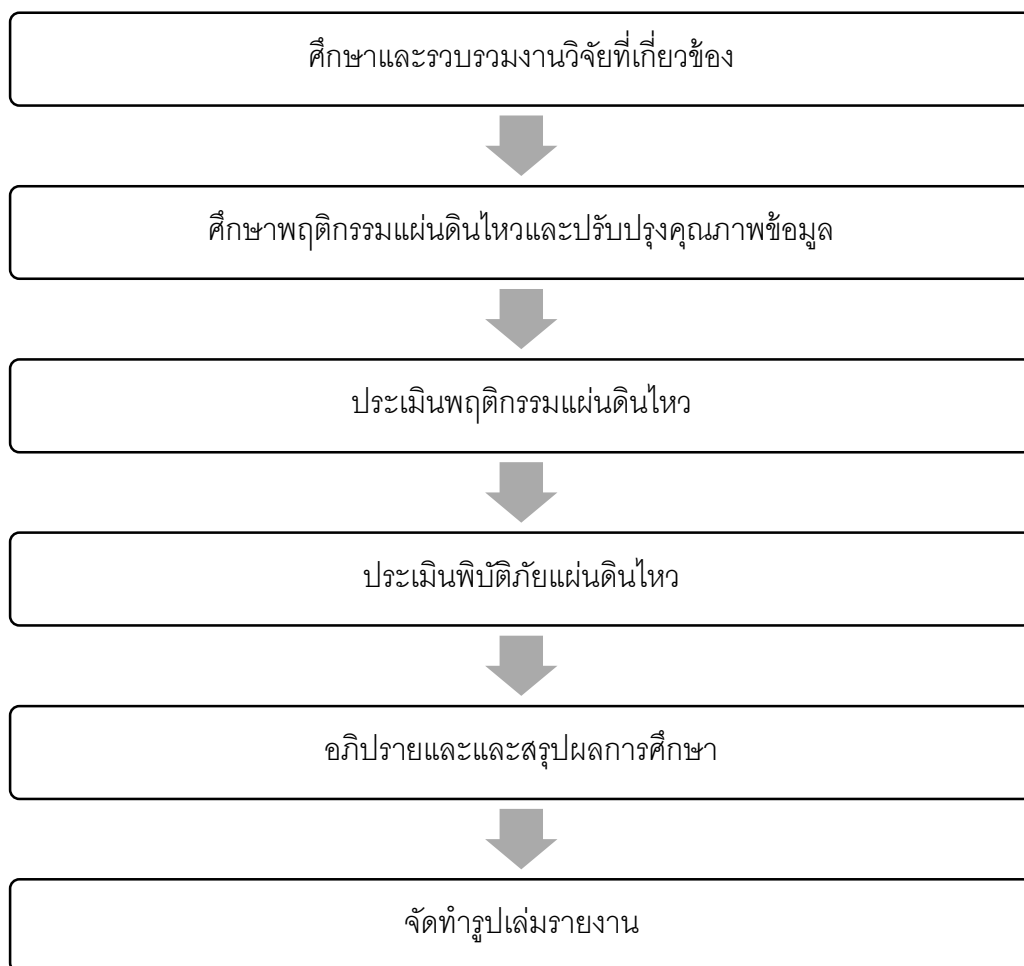 ศึกษาและรวบรวมงานวิจัยที่เกี่ยวข้อง
ศึกษาพฤติกรรมแผ่นดินไหวและปรับปรุงคุณภาพข้อมูล
ประเมินพฤติกรรมแผ่นดินไหว
ประเมินพิบัติภัยแผ่นดินไหว
อภิปรายและและสรุปผลการศึกษา
จัดทำรูปเล่มรายงาน